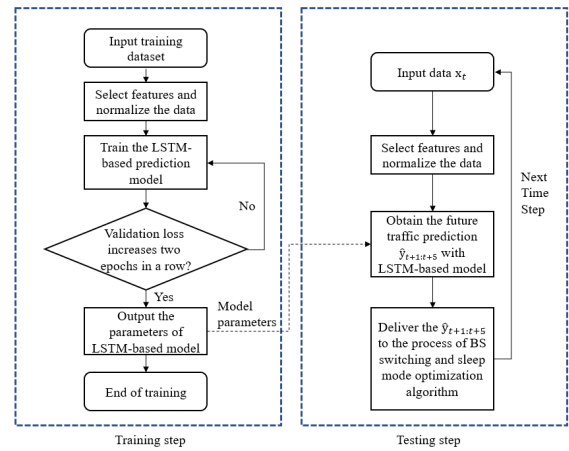 Input training
dataset
Select features and
normalize the data
Train the LSTM-
based prediction
model
No
Validation loss
increases two
epochs in a row?
Yes
Output the
parameters of
LSTM-based model
Model
parameters
End of training
Training step
Input data xₜ
Select features and
normalize the data
Obtain the future
traffic prediction
ŷₜ₊₁:ₜ₊₅ with
LSTM-based model
Deliver the ŷₜ₊₁:ₜ₊₅
to the process of BS
switching and sleep
mode optimization
algorithm
Next
Time
Step
Testing step